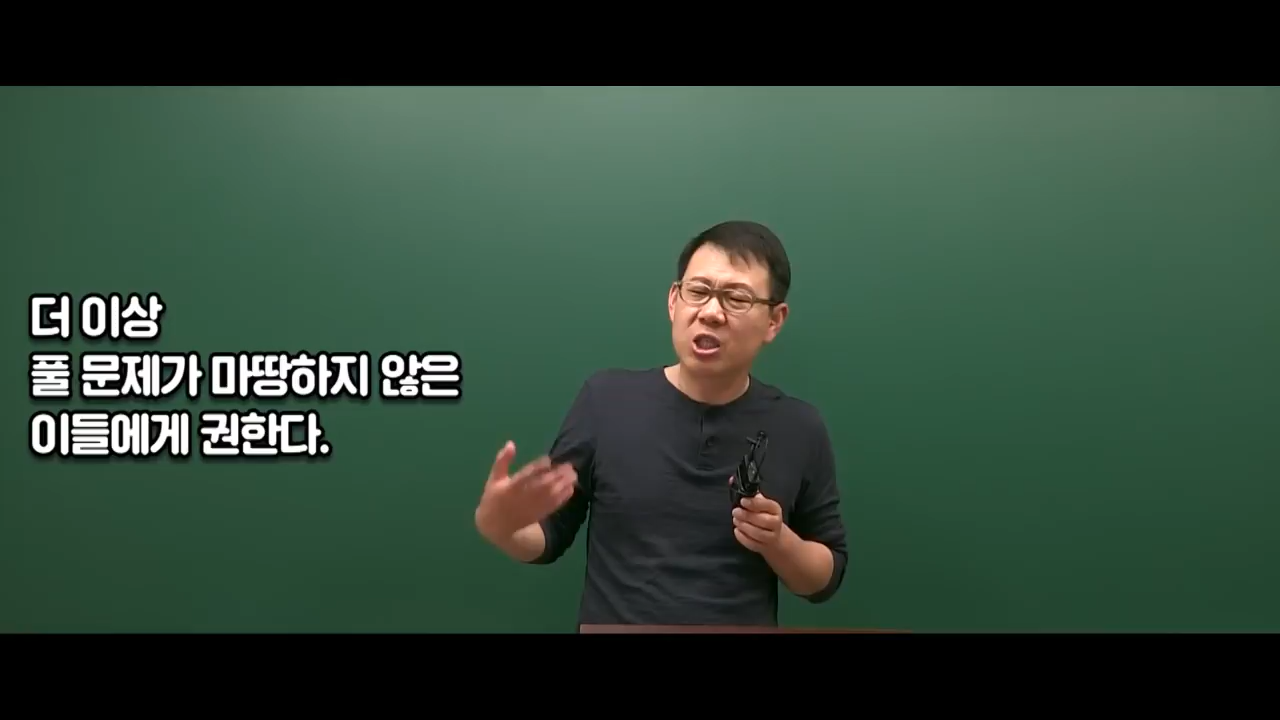 더 이상
풀 문제가 마땅하지 않은
이들에게 권한다.